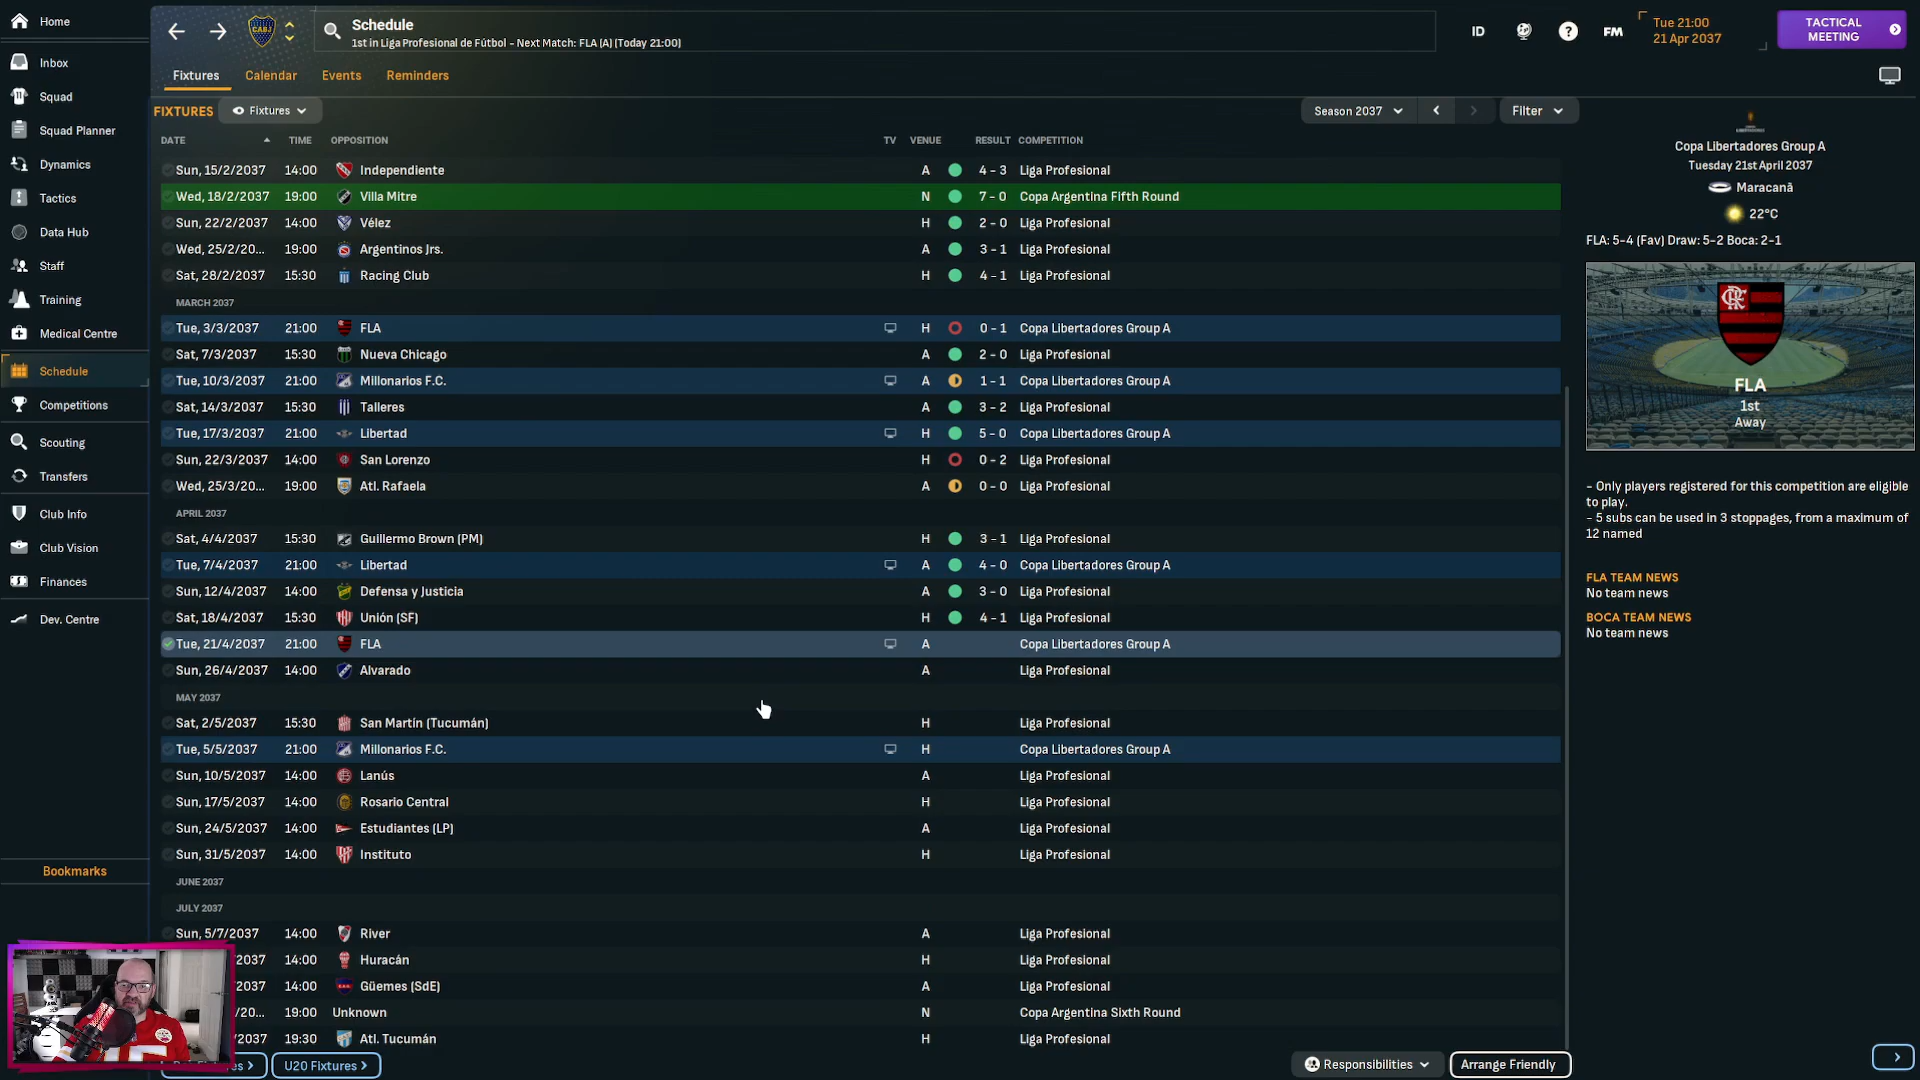 Home
Inbox
Squad
Squad Planner
Dynamics
Tactics
Data Hub
Staff
Training
Medical Centre
Schedule
Competitions
Scouting
Transfers
Club Info
Club Vision
Finances
Dev. Centre
Bookmarks
Schedule
1st in Liga Profesional de Fútbol - Next Match: FLA (A) (Today 21:00)
ID
FM
Tue 21:00
21 Apr 2037
TACTICAL
MEETING
Fixtures Calendar Events Reminders
FIXTURES Fixtures Season 2037 Filter
DATE TIME OPPOSITION TV VENUE RESULT COMPETITION
Sun, 15/2/2037 14:00 Independiente A 4 - 3 Liga Profesional
Wed, 18/2/2037 19:00 Villa Mitre N 7 - 0 Copa Argentina Fifth Round
Sun, 22/2/2037 14:00 Vélez H 2 - 0 Liga Profesional
Wed, 25/2/20... 19:00 Argentinos Jrs. A 3 - 1 Liga Profesional
Sat, 28/2/2037 15:30 Racing Club H 4 - 1 Liga Profesional
MARCH 2037
Tue, 3/3/2037 21:00 FLA H 0 - 1 Copa Libertadores Group A
Sat, 7/3/2037 15:30 Nueva Chicago A 2 - 0 Liga Profesional
Tue, 10/3/2037 21:00 Millonarios F.C. A 1 - 1 Copa Libertadores Group A
Sat, 14/3/2037 15:30 Talleres A 3 - 2 Liga Profesional
Tue, 17/3/2037 21:00 Libertad H 5 - 0 Copa Libertadores Group A
Sun, 22/3/2037 14:00 San Lorenzo H 0 - 2 Liga Profesional
Wed, 25/3/20... 19:00 Atl. Rafaela A 0 - 0 Liga Profesional
APRIL 2037
Sat, 4/4/2037 15:30 Guillermo Brown (PM) H 3 - 1 Liga Profesional
Tue, 7/4/2037 21:00 Libertad A 4 - 0 Copa Libertadores Group A
Sun, 12/4/2037 14:00 Defensa y Justicia A 3 - 0 Liga Profesional
Sat, 18/4/2037 15:30 Unión (SF) H 4 - 1 Liga Profesional
Tue, 21/4/2037 21:00 FLA A Copa Libertadores Group A
Sun, 26/4/2037 14:00 Alvarado A Liga Profesional
MAY 2037
Sat, 2/5/2037 15:30 San Martín (Tucumán) H Liga Profesional
Tue, 5/5/2037 21:00 Millonarios F.C. H Copa Libertadores Group A
Sun, 10/5/2037 14:00 Lanús A Liga Profesional
Sun, 17/5/2037 14:00 Rosario Central H Liga Profesional
Sun, 24/5/2037 14:00 Estudiantes (LP) A Liga Profesional
Sun, 31/5/2037 14:00 Instituto H Liga Profesional
JUNE 2037
JULY 2037
Sun, 5/7/2037 14:00 River A Liga Profesional
14:00 Huracán H Liga Profesional
14:00 Güemes (SdE) A Liga Profesional
19:00 Unknown N Copa Argentina Sixth Round
19:30 Atl. Tucumán H Liga Profesional
U20 Fixtures
Responsibilities
Arrange Friendly
Copa Libertadores Group A
Tuesday 21st April 2037
Maracanã
22°C
FLA: 5-4 (Fav) Draw: 5-2 Boca: 2-1
FLA
1st
Away
- Only players registered for this competition are eligible
to play.
- 5 subs can be used in 3 stoppages, from a maximum of
12 named
FLA TEAM NEWS
No team news
BOCA TEAM NEWS
No team news